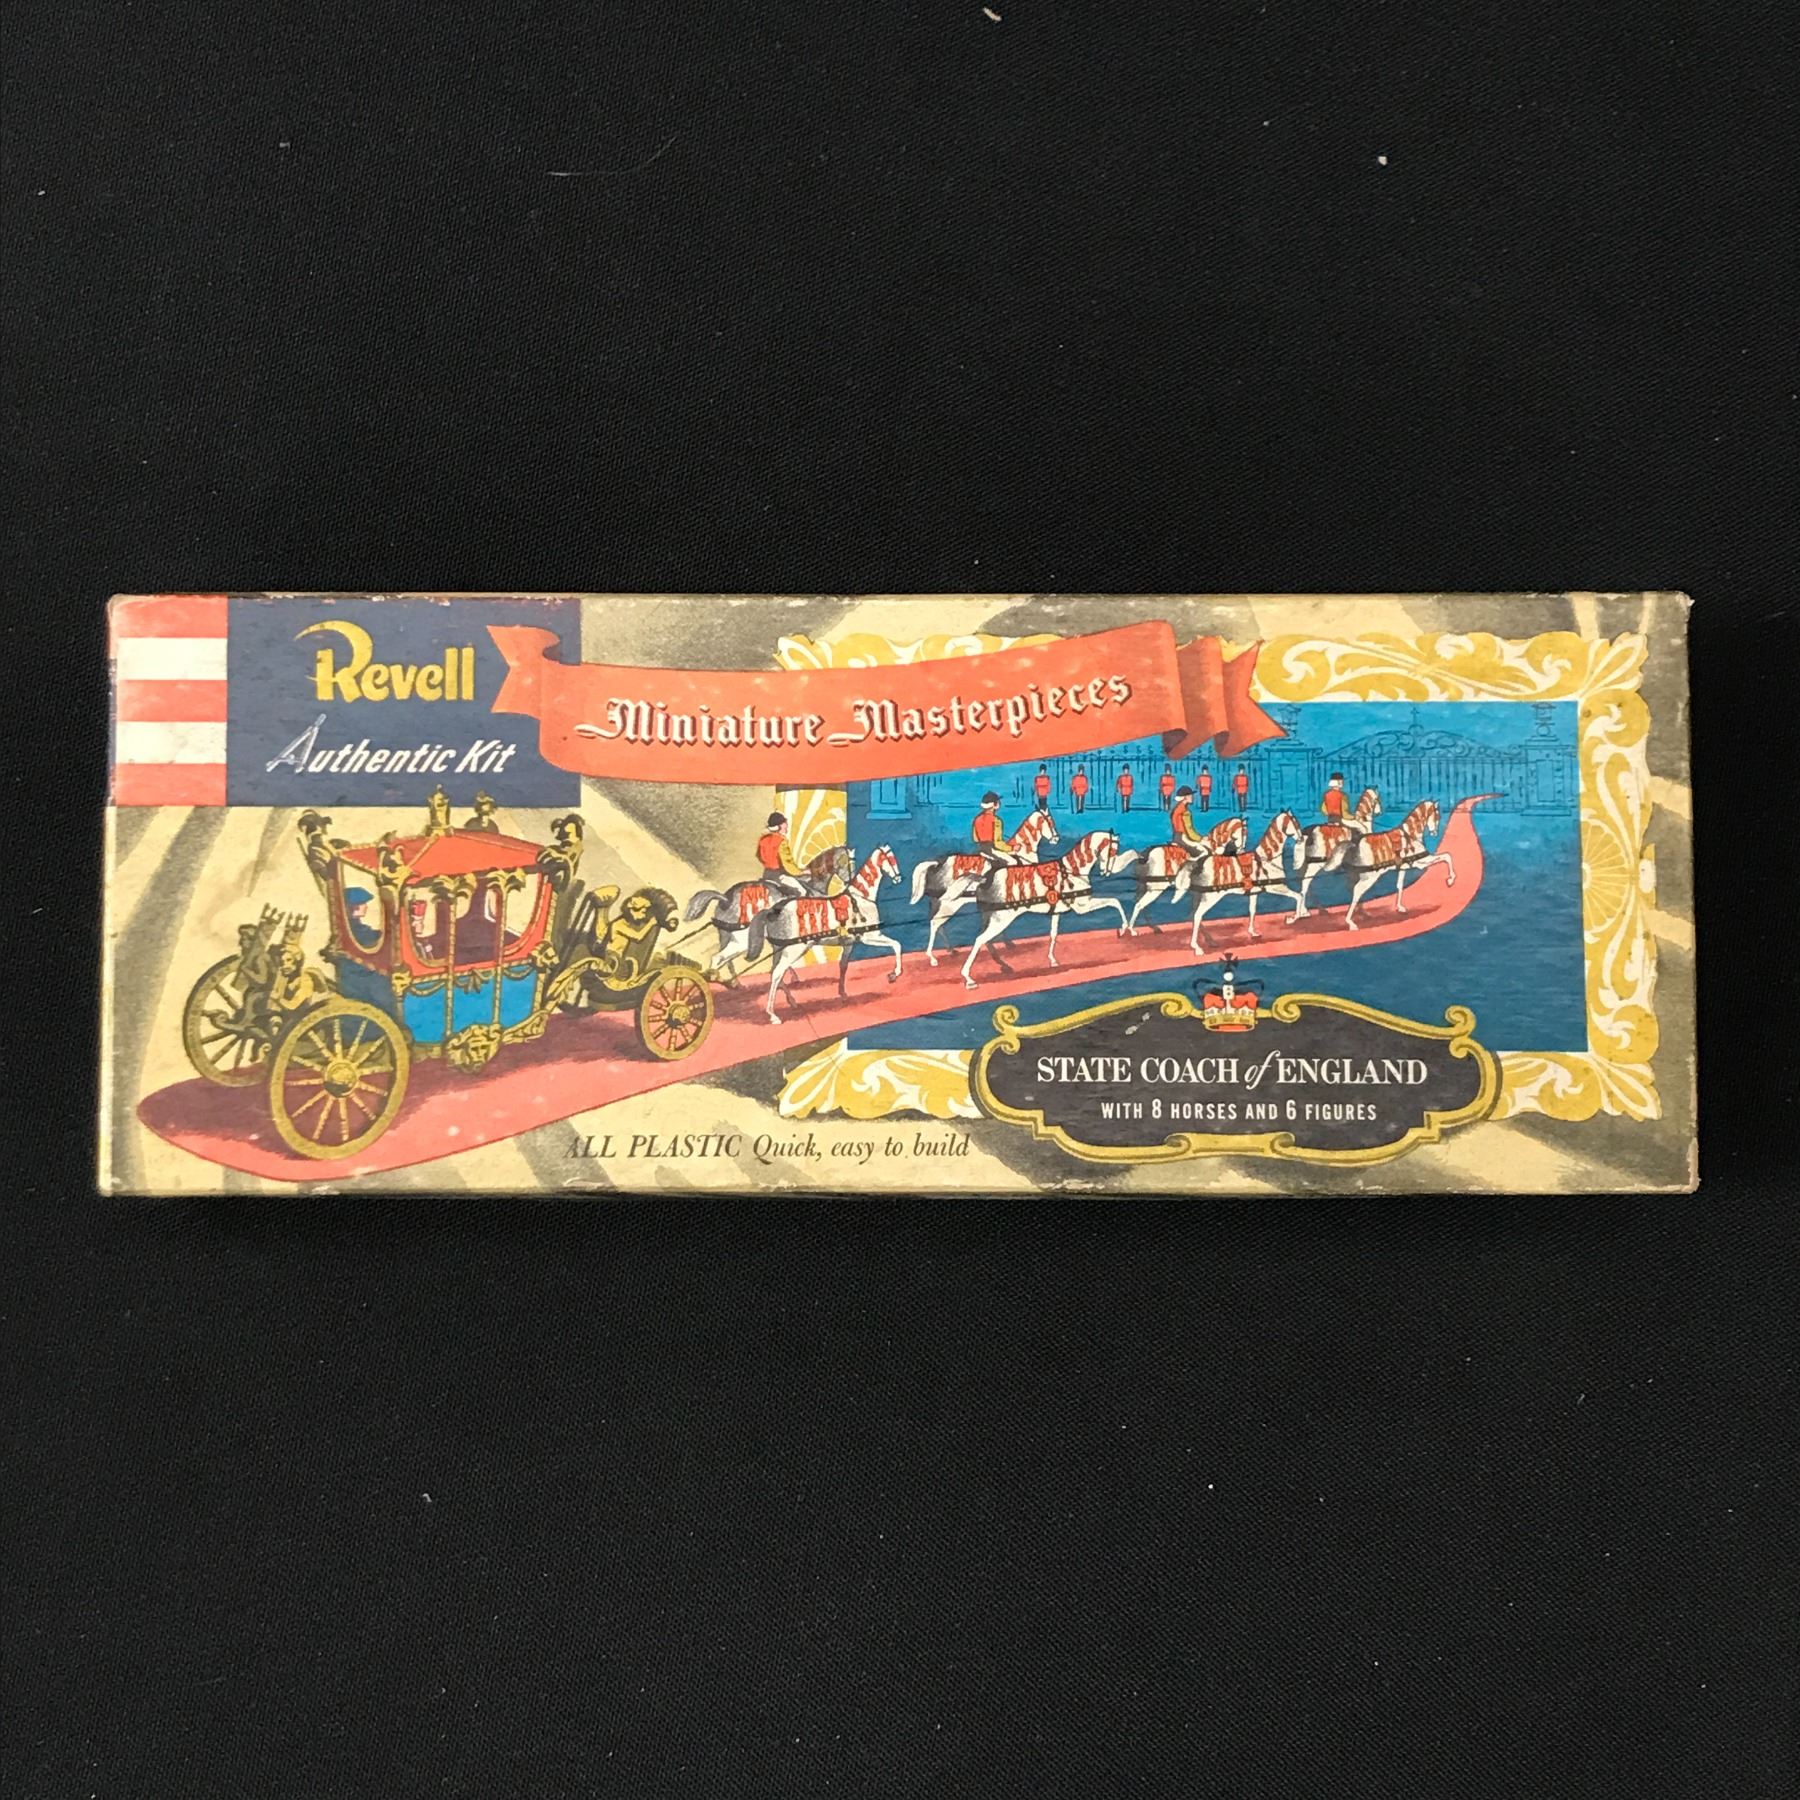 Revell
Authentic Kit
Miniature Masterpieces
B
STATE COACH of ENGLAND
WITH 8 HORSES AND 6 FIGURES
ALL PLASTIC Quick, easy to build